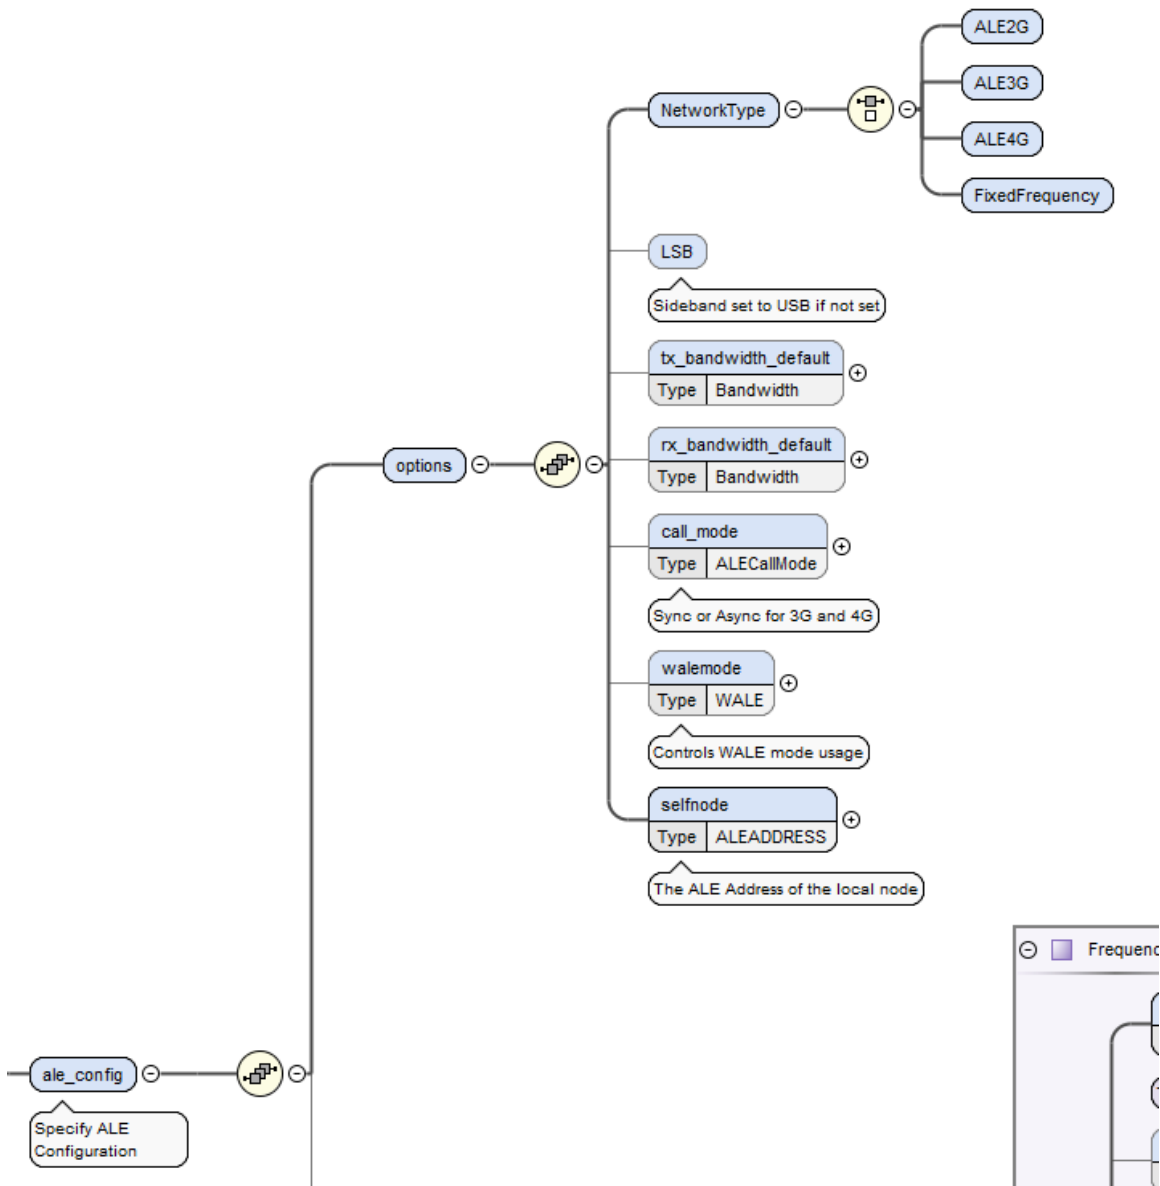 ALE2G
ALE3G
NetworkType
ALE4G
FixedFrequency
LSB
Sideband set to USB if not set
tx_bandwidth_default
Type Bandwidth
rx_bandwidth_default
Type Bandwidth
options
call_mode
Type ALECallMode
Sync or Async for 3G and 4G
walemode
Type WALE
Controls WALE mode usage
selfnode
Type ALEADDRESS
The ALE Address of the local node
Frequenc
ale_config
Specify ALE
Configuration